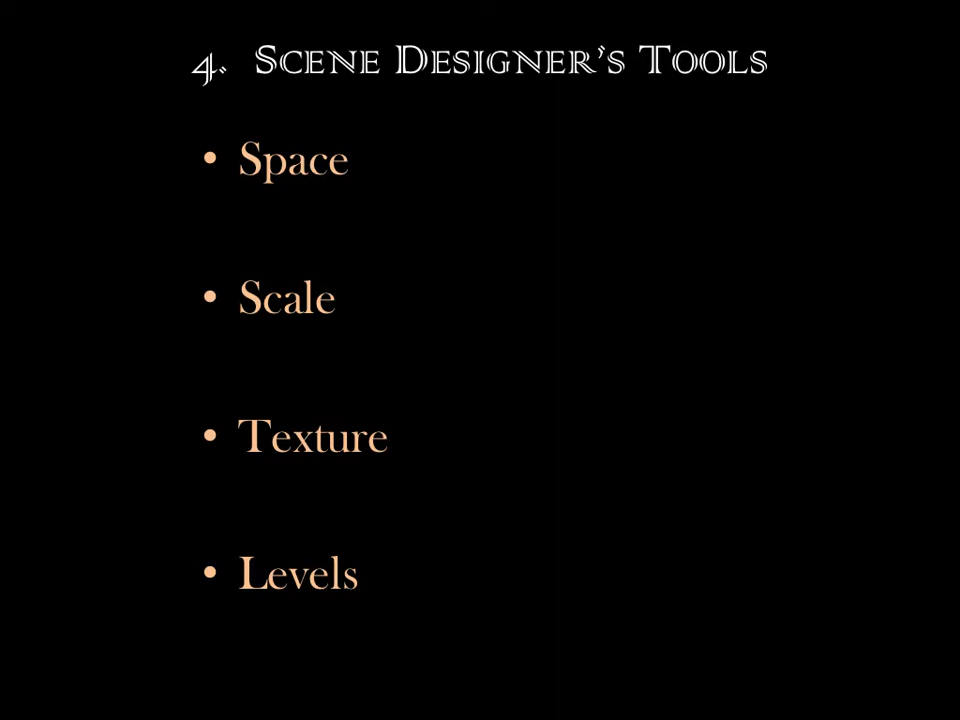 4. Scene Designer's Tools
• Space
• Scale
• Texture
• Levels